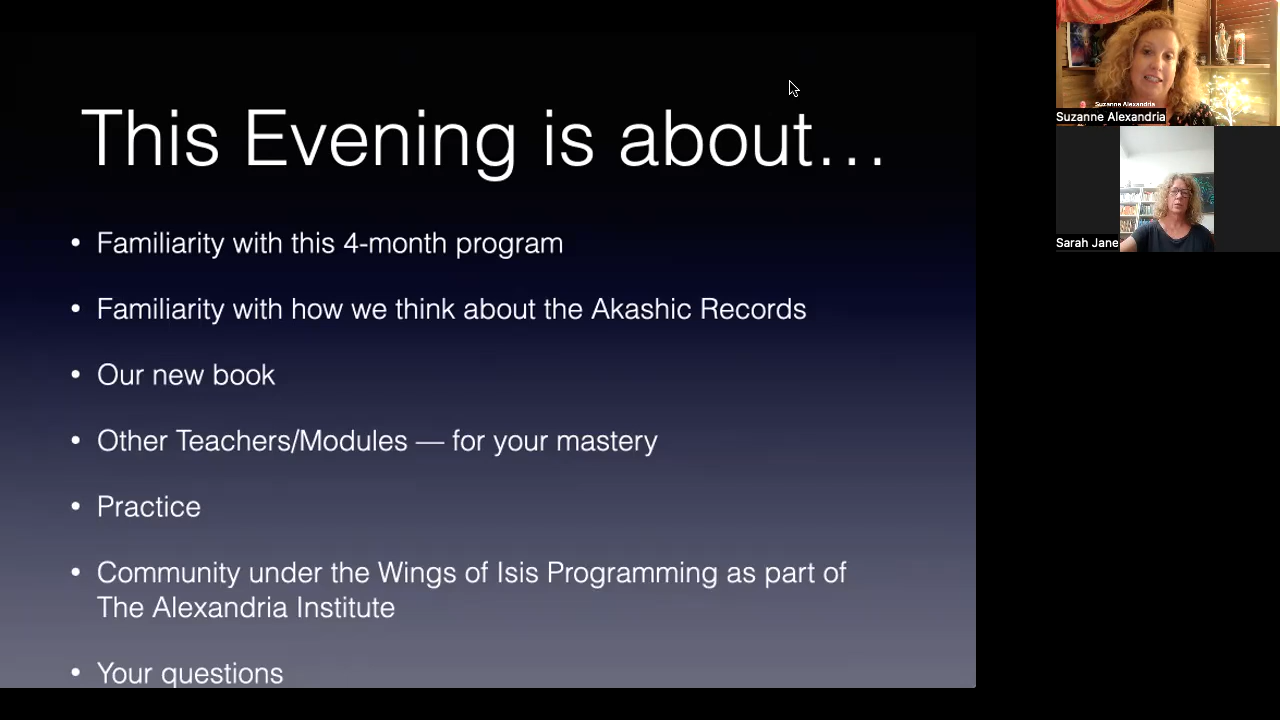 This Evening is about…
• Familiarity with this 4-month program
• Familiarity with how we think about the Akashic Records
• Our new book
• Other Teachers/Modules — for your mastery
• Practice
• Community under the Wings of Isis Programming as part of
The Alexandria Institute
• Your questions
Suzanne Alexandria
Suzanne Alexandria
Sarah Jane